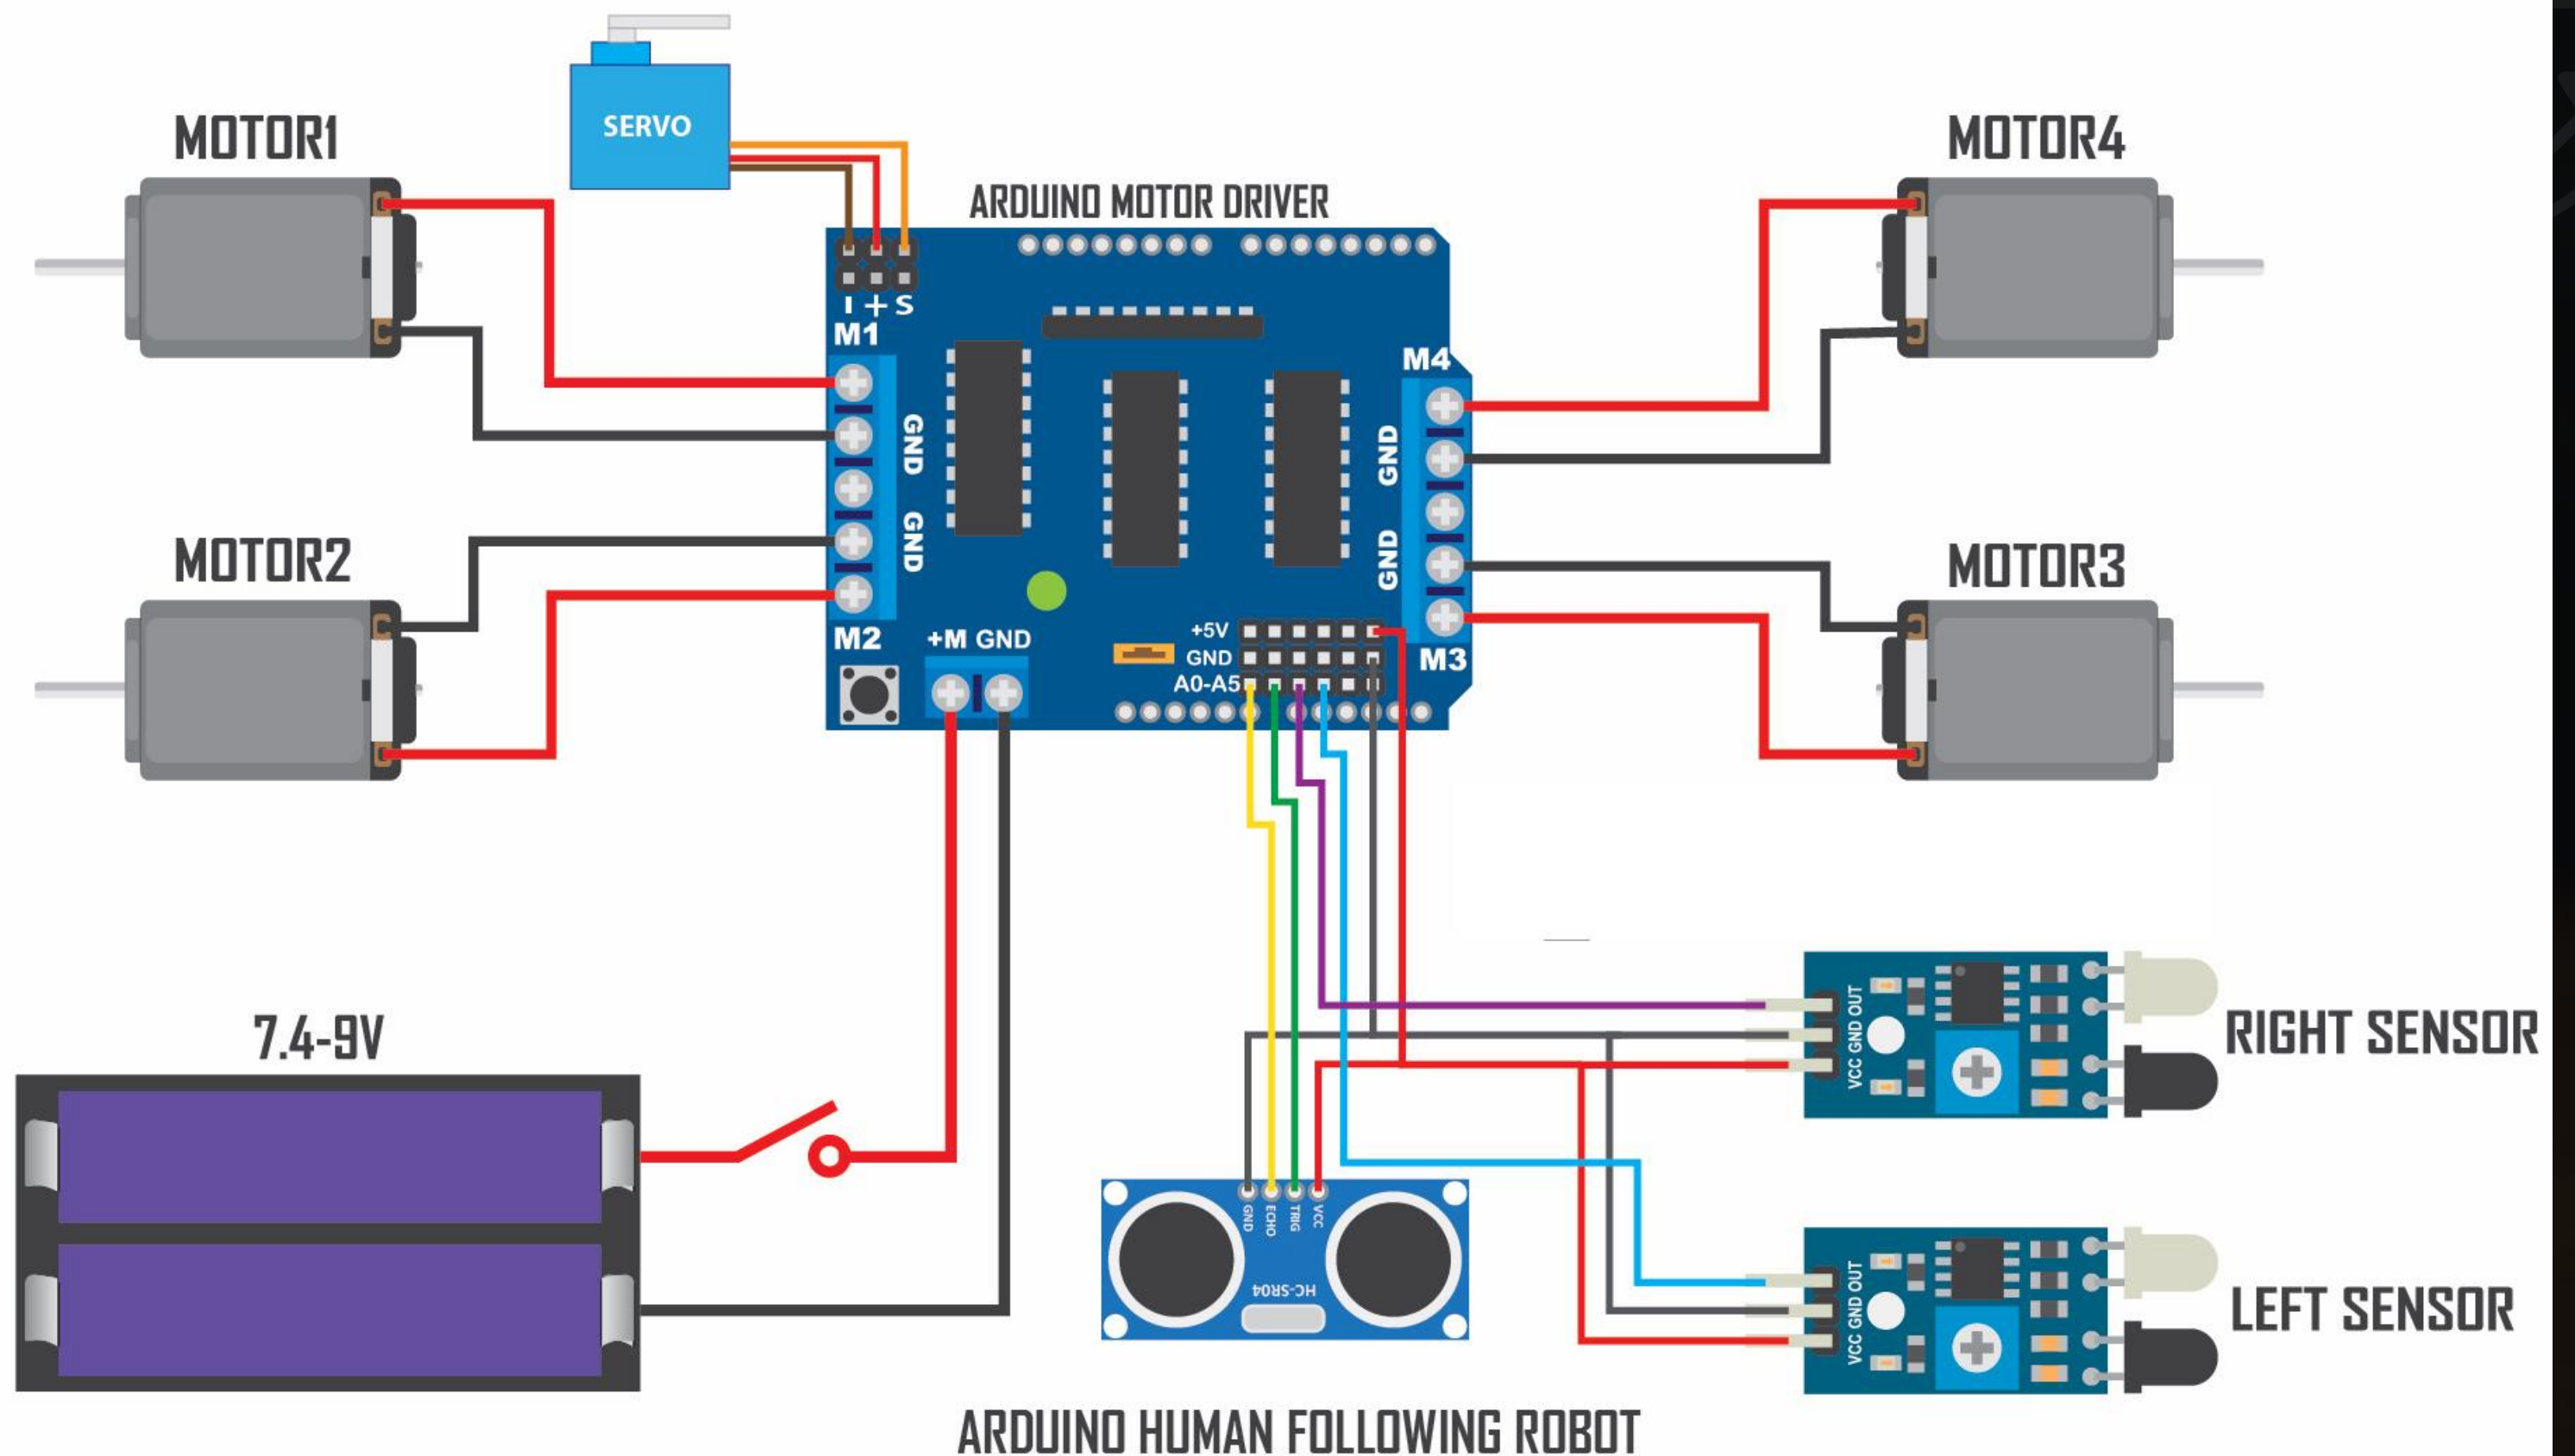 SERVO
MOTOR1
MOTOR4
ARDUINO MOTOR DRIVER
- + S
M1
M4
GND
GND
GND
GND
MOTOR2
MOTOR3
M2
+M GND
+5V
GND
A0-A5
M3
7.4-9V
OUT
GND
VCC
RIGHT SENSOR
GND
ECHO
TRIG
VCC
HC-SR04
OUT
GND
VCC
LEFT SENSOR
ARDUINO HUMAN FOLLOWING ROBOT